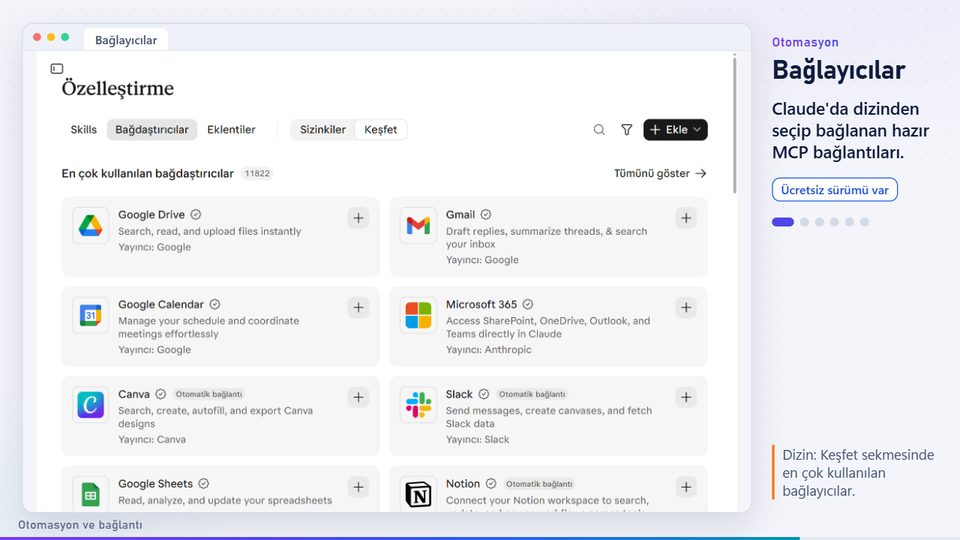 Bağlayıcılar
Özelleştirme
Skills Bağdaştırıcılar Eklentiler Sizinkiler Keşfet + Ekle
En çok kullanılan bağdaştırıcılar 11822 Tümünü göster →
Google Drive
Search, read, and upload files instantly
Yayıncı: Google
Gmail
Draft replies, summarize threads, & search
your inbox
Yayıncı: Google
Google Calendar
Manage your schedule and coordinate
meetings effortlessly
Yayıncı: Google
31
Microsoft 365
Access SharePoint, OneDrive, Outlook, and
Teams directly in Claude
Yayıncı: Anthropic
Canva Otomatik bağlantı
Search, create, autofill, and export Canva
designs
Yayıncı: Canva
Slack Otomatik bağlantı
Send messages, create canvases, and fetch
Slack data
Yayıncı: Slack
Google Sheets
Read, analyze, and update your spreadsheets
Notion Otomatik bağlantı
Connect your Notion workspace to search,
Otomasyon
Bağlayıcılar
Claude'da dizinden
seçip bağlanan hazır
MCP bağlantıları.
Ücretsiz sürümü var
Dizin: Keşfet sekmesinde
en çok kullanılan
bağlayıcılar.
Otomasyon ve bağlantı